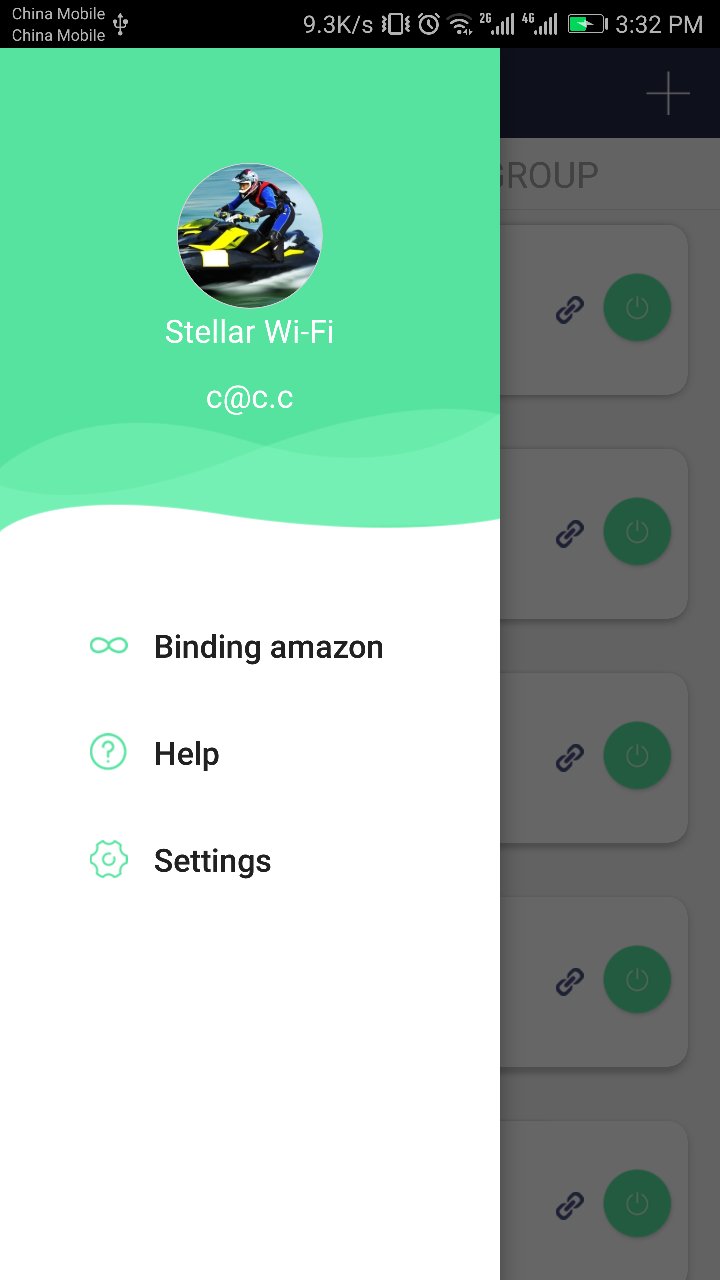 China Mobile
China Mobile
9.3K/s 2G 4G 3:32 PM
GROUP
Stellar Wi-Fi
c@c.c
Binding amazon
Help
Settings